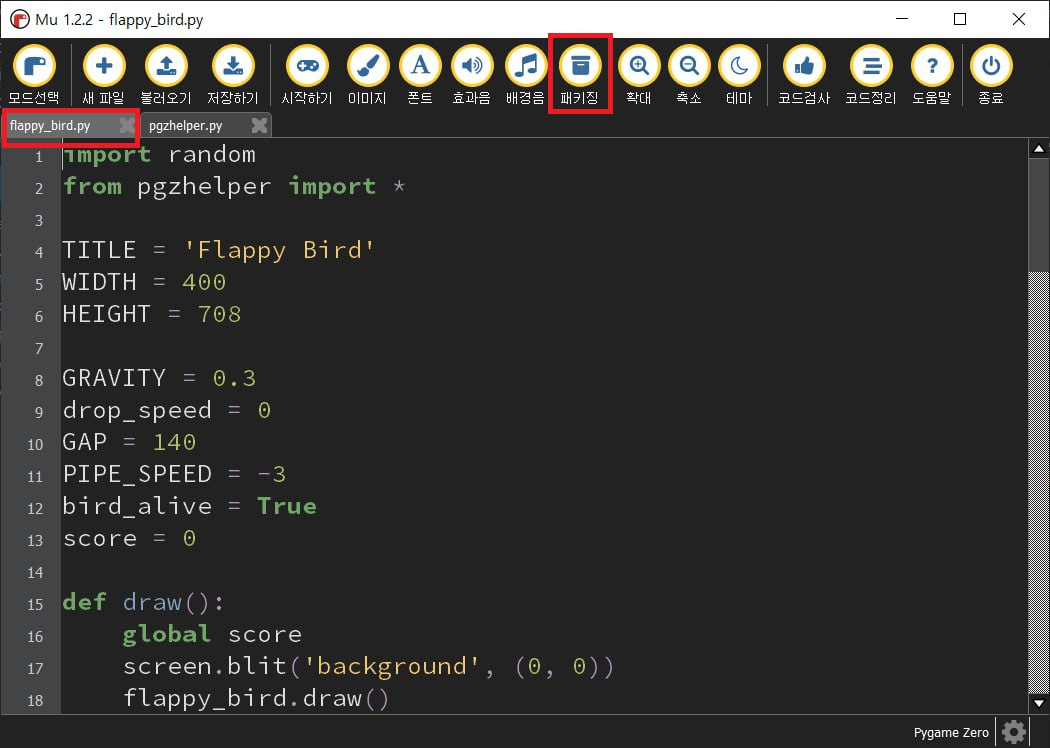 Mu 1.2.2 - flappy_bird.py
모드선택 새 파일 불러오기 저장하기 시작하기 이미지 폰트 효과음 배경음 패키징 확대 축소 테마 코드검사 코드정리 도움말 종료
flappy_bird.py pgzhelper.py
1 import random
2 from pgzhelper import *
3
4 TITLE = 'Flappy Bird'
5 WIDTH = 400
6 HEIGHT = 708
7
8 GRAVITY = 0.3
9 drop_speed = 0
10 GAP = 140
11 PIPE_SPEED = -3
12 bird_alive = True
13 score = 0
14
15 def draw():
16     global score
17     screen.blit('background', (0, 0))
18     flappy_bird.draw()
Pygame Zero